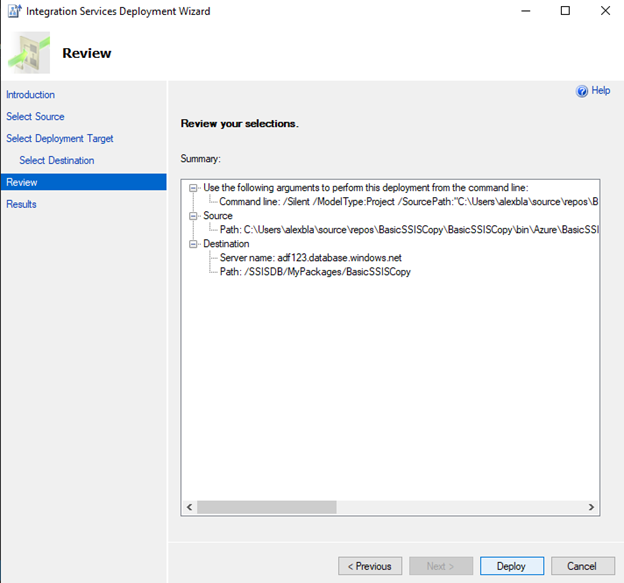 Integration Services Deployment Wizard
Review
Help
Introduction
Select Source
Select Deployment Target
Select Destination
Review
Results
Review your selections.
Summary:
Use the following arguments to perform this deployment from the command line:
Command line: /Silent /ModelType:Project /SourcePath:"C:\Users\alexbla\source\repos\B
Source
Path: C:\Users\alexbla\source\repos\BasicSSISCopy\BasicSSISCopy\bin\Azure\BasicSSI
Destination
Server name: adf123.database.windows.net
Path: /SSISDB/MyPackages/BasicSSISCopy
< Previous
Next >
Deploy
Cancel